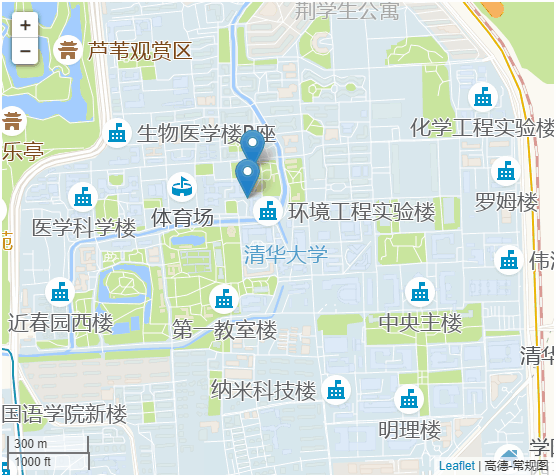 荆学生公寓
+
芦苇观赏区
−
化学工程实验楼
生物医学楼B座
乐亭
罗姆楼
医学科学楼
体育场
环境工程实验楼
苑
清华大学
伟清
近春园西楼
第一教室楼
中央主楼
清华
纳米科技楼
国语学院新楼
明理楼
300 m
学
1000 ft
Leaflet | 高德-常规图